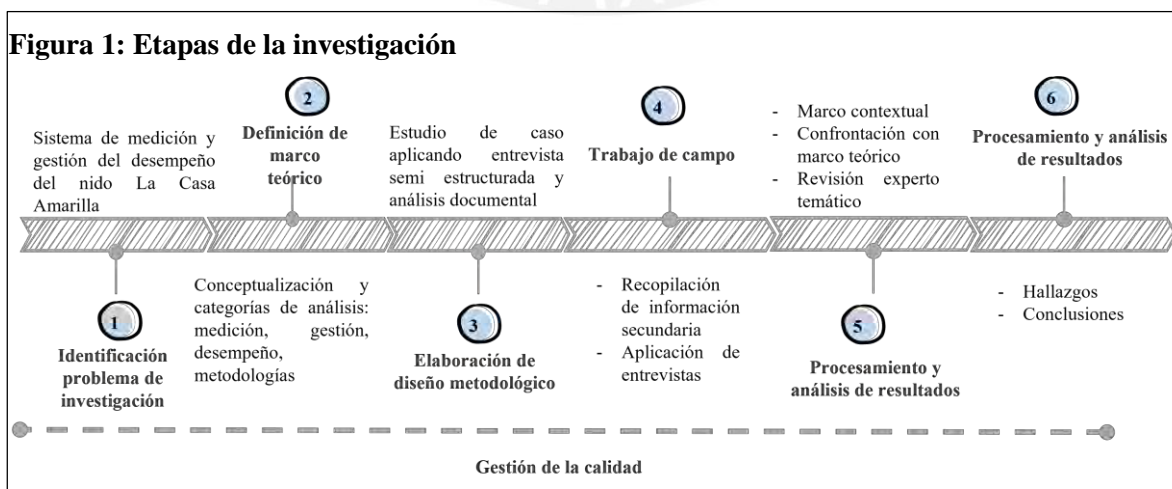 Figura 1: Etapas de la investigación
Sistema de medición y
gestión del desempeño
del nido La Casa
Amarilla
1
Identificación
problema de
investigación
2
Definición de
marco
teórico
Conceptualización y
categorías de análisis:
medición, gestión,
desempeño,
metodologías
Estudio de caso
aplicando entrevista
semi estructurada y
análisis documental
3
Elaboración de
diseño metodológico
4
Trabajo de campo
- Recopilación
de información
secundaria
- Aplicación de
entrevistas
- Marco contextual
- Confrontación con
marco teórico
- Revisión experto
temático
5
Procesamiento y
análisis de resultados
6
Procesamiento y análisis
de resultados
- Hallazgos
- Conclusiones
Gestión de la calidad